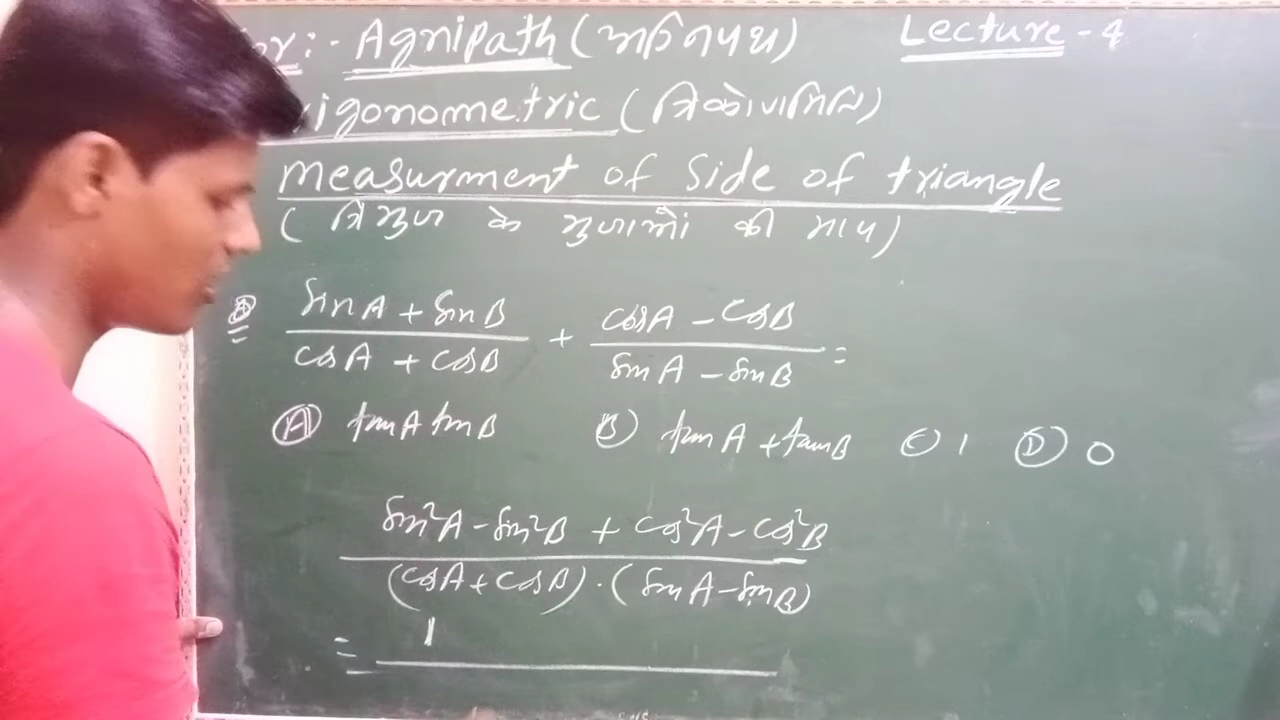 :- Agnipath (अग्निपथ) Lecture - 4
rigonometric (त्रिकोणमिति)
measurment of Side of triangle
( त्रिभुज के भुजाओं की माप)
sinA + sinB / cosA + cosB + cosA - cosB / sinA - sinB =
(A) tanA tanB B) tanA + tanB C) 1 (D) 0
sin²A - sin²B + cos²A - cos²B
(cosA + cosB) . (sinA - sinB)
= 1